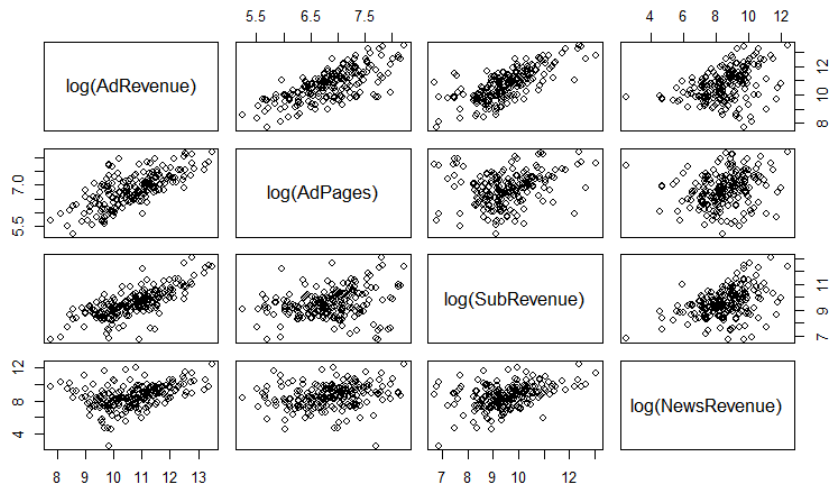 5.5 6.5 7.5 4 6 8 10 12
log(AdRevenue) 8 10 12
5.5 7.0 log(AdPages)
log(SubRevenue) 7 9 11
4 8 12 log(NewsRevenue)
8 9 10 11 12 13 7 8 9 10 12